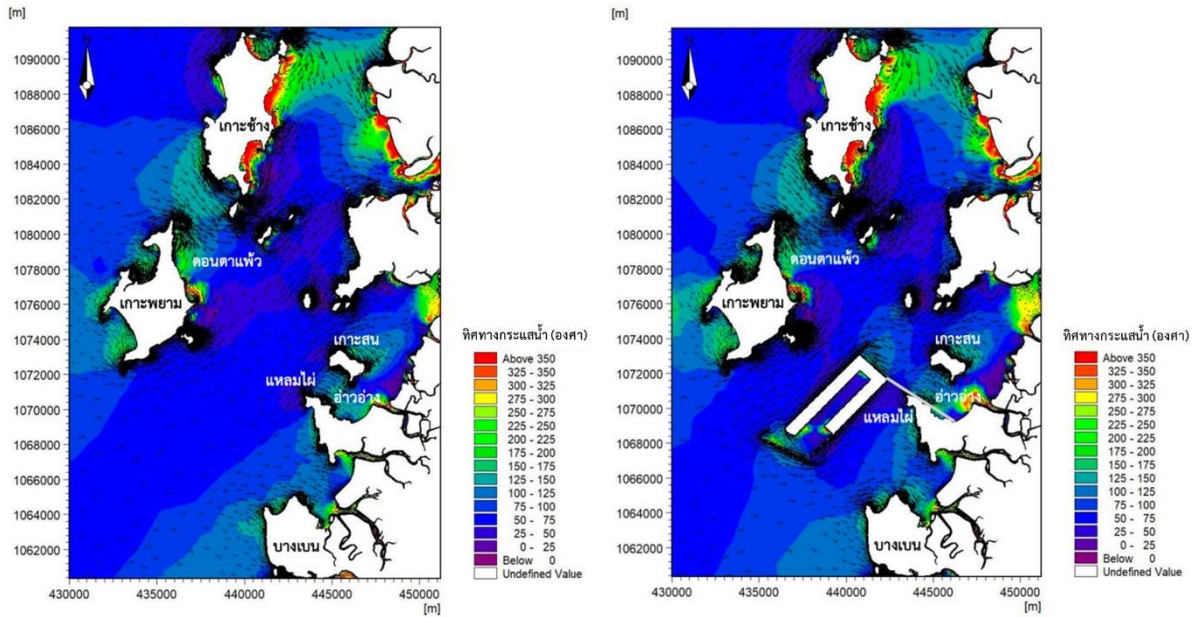 [m]
1090000
1088000
1086000
1084000
1082000
1080000
1078000
1076000
1074000
1072000
1070000
1068000
1066000
1064000
1062000
430000 435000 440000 445000 450000
[m]
N
เกาะช้าง
ดอนตาแพ้ว
เกาะพยาม
เกาะสน
แหลมไผ่
อ่าวอ่าง
บางเบน
ทิศทางกระแสน้ำ (องศา)
Above 350
325 - 350
300 - 325
275 - 300
250 - 275
225 - 250
200 - 225
175 - 200
150 - 175
125 - 150
100 - 125
75 - 100
50 - 75
25 - 50
0 - 25
Below 0
Undefined Value
[m]
1090000
1088000
1086000
1084000
1082000
1080000
1078000
1076000
1074000
1072000
1070000
1068000
1066000
1064000
1062000
430000 435000 440000 445000 450000
[m]
N
เกาะช้าง
ดอนตาแพ้ว
เกาะพยาม
เกาะสน
อ่าวอ่าง
แหลมไผ่
บางเบน
ทิศทางกระแสน้ำ (องศา)
Above 350
325 - 350
300 - 325
275 - 300
250 - 275
225 - 250
200 - 225
175 - 200
150 - 175
125 - 150
100 - 125
75 - 100
50 - 75
25 - 50
0 - 25
Below 0
Undefined Value